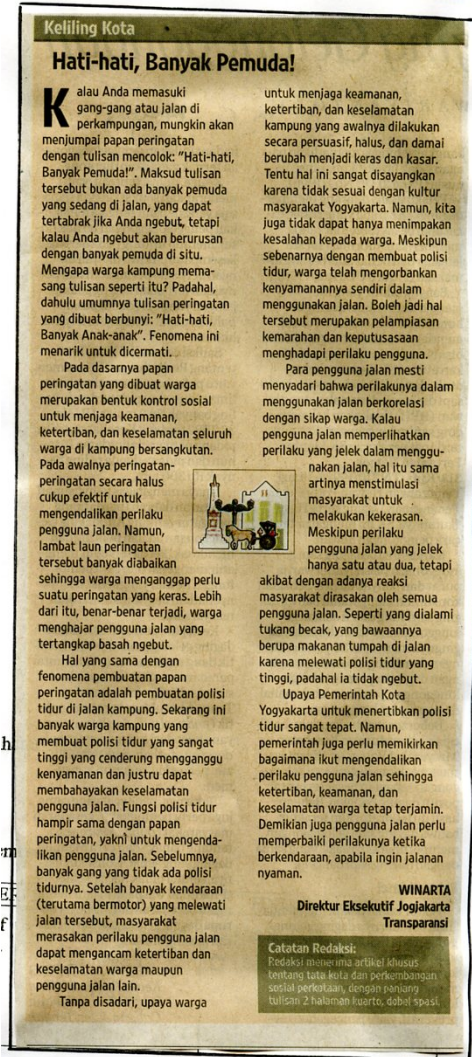 Keliling Kota
Hati-hati, Banyak Pemuda!
Kalau Anda memasuki
gang-gang atau jalan di
perkampungan, mungkin akan
menjumpai papan peringatan
dengan tulisan mencolok: "Hati-hati,
Banyak Pemuda!". Maksud tulisan
tersebut bukan ada banyak pemuda
yang sedang di jalan, yang dapat
tertabrak jika Anda ngebut, tetapi
kalau Anda ngebut akan berurusan
dengan banyak pemuda di situ.
Mengapa warga kampung mema-
sang tulisan seperti itu? Padahal,
dahulu umumnya tulisan peringatan
yang dibuat berbunyi: "Hati-hati,
Banyak Anak-anak". Fenomena ini
menarik untuk dicermati.
Pada dasarnya papan
peringatan yang dibuat warga
merupakan bentuk kontrol sosial
untuk menjaga keamanan,
ketertiban, dan keselamatan seluruh
warga di kampung bersangkutan.
Pada awalnya peringatan-
peringatan secara halus
cukup efektif untuk
mengendalikan perilaku
pengguna jalan. Namun,
lambat laun peringatan
tersebut banyak diabaikan
sehingga warga menganggap perlu
suatu peringatan yang keras. Lebih
dari itu, benar-benar terjadi, warga
menghajar pengguna jalan yang
tertangkap basah ngebut.
Hal yang sama dengan
fenomena pembuatan papan
peringatan adalah pembuatan polisi
tidur di jalan kampung. Sekarang ini
banyak warga kampung yang
membuat polisi tidur yang sangat
tinggi yang cenderung mengganggu
kenyamanan dan justru dapat
membahayakan keselamatan
pengguna jalan. Fungsi polisi tidur
hampir sama dengan papan
peringatan, yakni untuk mengenda-
likan pengguna jalan. Sebelumnya,
banyak gang yang tidak ada polisi
tidurnya. Setelah banyak kendaraan
(terutama bermotor) yang melewati
jalan tersebut, masyarakat
merasakan perilaku pengguna jalan
dapat mengancam ketertiban dan
keselamatan warga maupun
pengguna jalan lain.
Tanpa disadari, upaya warga
untuk menjaga keamanan,
ketertiban, dan keselamatan
kampung yang awalnya dilakukan
secara persuasif, halus, dan damai
berubah menjadi keras dan kasar.
Tentu hal ini sangat disayangkan
karena tidak sesuai dengan kultur
masyarakat Yogyakarta. Namun, kita
juga tidak dapat hanya menimpakan
kesalahan kepada warga. Meskipun
sebenarnya dengan membuat polisi
tidur, warga telah mengorbankan
kenyamanannya sendiri dalam
menggunakan jalan. Boleh jadi hal
tersebut merupakan pelampiasan
kemarahan dan keputusasaan
menghadapi perilaku pengguna.
Para pengguna jalan mesti
menyadari bahwa perilakunya dalam
menggunakan jalan berkorelasi
dengan sikap warga. Kalau
pengguna jalan memperlihatkan
perilaku yang jelek dalam menggu-
nakan jalan, hal itu sama
artinya menstimulasi
masyarakat untuk
melakukan kekerasan.
Meskipun perilaku
pengguna jalan yang jelek
hanya satu atau dua, tetapi
akibat dengan adanya reaksi
masyarakat dirasakan oleh semua
pengguna jalan. Seperti yang dialami
tukang becak, yang bawaannya
berupa makanan tumpah di jalan
karena melewati polisi tidur yang
tinggi, padahal ia tidak ngebut.
Upaya Pemerintah Kota
Yogyakarta untuk menertibkan polisi
tidur sangat tepat. Namun,
pemerintah juga perlu memikirkan
bagaimana ikut mengendalikan
perilaku pengguna jalan sehingga
ketertiban, keamanan, dan
keselamatan warga tetap terjamin.
Demikian juga pengguna jalan perlu
memperbaiki perilakunya ketika
berkendaraan, apabila ingin jalanan
nyaman.
WINARTA
Direktur Eksekutif Jogjakarta
Transparansi
Catatan Redaksi:
Redaksi menerima artikel khusus
tentang tata kota dan perkembangan
sosial perkotaan, dengan panjang
tulisan 2 halaman kuarto, dobel spasi.